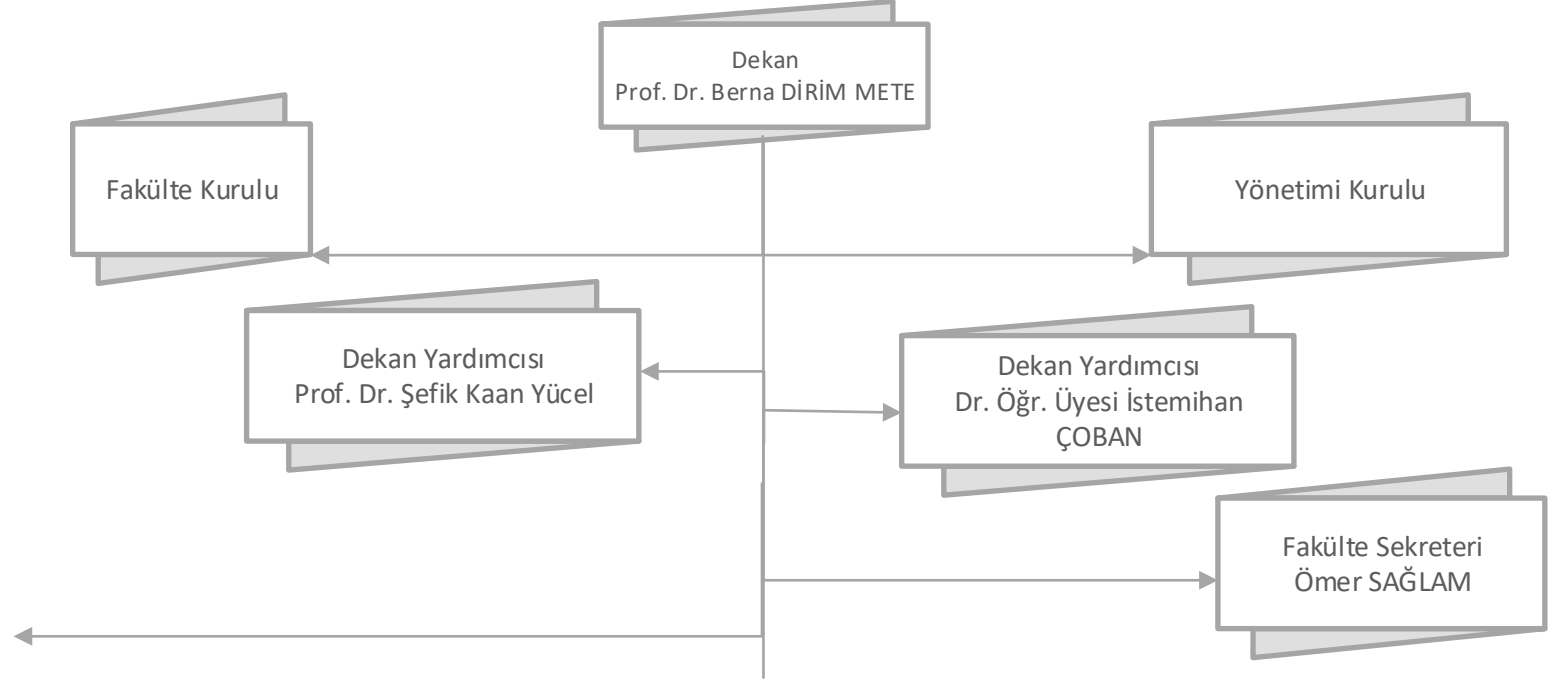 Dekan
Prof. Dr. Berna DİRİM METE
Fakülte Kurulu
Yönetimi Kurulu
Dekan Yardımcısı
Prof. Dr. Şefik Kaan Yücel
Dekan Yardımcısı
Dr. Öğr. Üyesi İstemihan
ÇOBAN
Fakülte Sekreteri
Ömer SAĞLAM